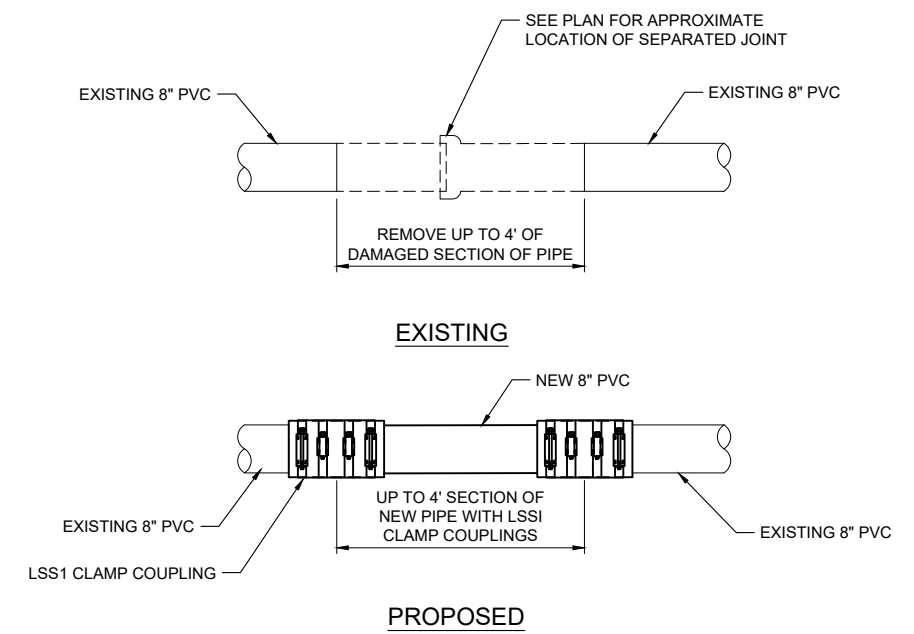 SEE PLAN FOR APPROXIMATE
LOCATION OF SEPARATED JOINT
EXISTING 8" PVC
EXISTING 8" PVC
REMOVE UP TO 4' OF
DAMAGED SECTION OF PIPE
EXISTING
NEW 8" PVC
UP TO 4' SECTION OF
NEW PIPE WITH LSSI
CLAMP COUPLINGS
EXISTING 8" PVC
EXISTING 8" PVC
LSS1 CLAMP COUPLING
PROPOSED